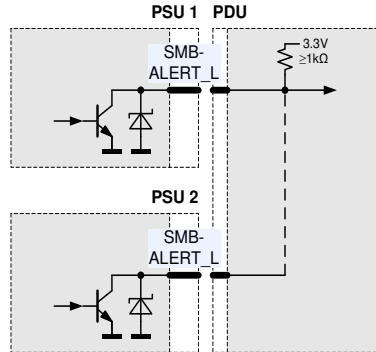 PSU 1 PDU
SMB-
ALERT_L
3.3V
≥1kΩ
PSU 2
SMB-
ALERT_L